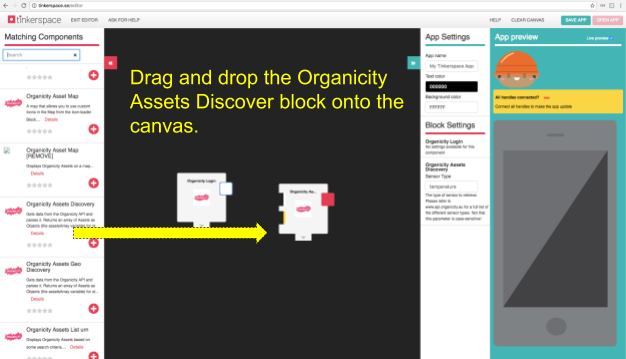 tinkerspace.se/editor
tinkerspace
EXIT EDITOR
ASK FOR HELP
HELP
CLEAR CANVAS
SAVE APP
OPEN APP
Matching Components
Search
Organicity Asset Map
A map that allows you to use custom
icons in the Map from the icon loader
Block... Details
Organicity Asset Map
[REMOVE]
Displays Organicity Assets on a map...
Details
Organicity Assets Discovery
Gets data from the Organicity API and
parses it. Returns an array of Assets as
Objects (the assetsArray variable) for si...
Details
Organicity Assets Geo
Discovery
Gets data from the Organicity API and
parses it. Returns an array of Assets as
Objects (the assetsArray variable) for si...
Details
Organicity Assets List urn
Displays Organicity Assets based on
some search criteria.... Details
Drag and drop the Organicity
Assets Discover block onto the
canvas.
Organicity Login
Organicity As...
App Settings
App name
My Tinkerspace App
Text color
000000
Background color
FFFFFF
Block Settings
Organicity Login
No settings available for this
component
Organicity Assets
Discovery
Sensor Type
temperature
The type of sensor to retrieve.
Please refer to
www.api.organicity.eu for a full list of
the different sensor types. Not that
this parameter is case-sensitive!
App preview
Live preview
All handles connected?
Connect all handles to make the app update